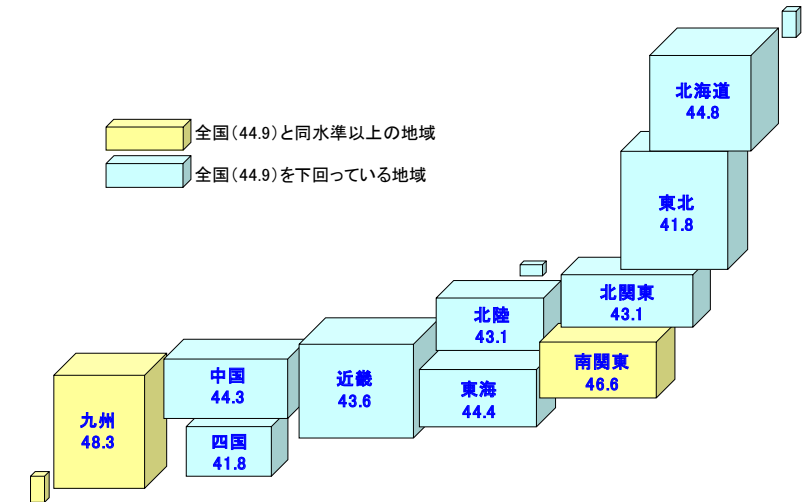 全国（44.9）と同水準以上の地域
全国（44.9）を下回っている地域
北海道
44.8
東北
41.8
北関東
43.1
北陸
43.1
南関東
46.6
東海
44.4
近畿
43.6
中国
44.3
四国
41.8
九州
48.3